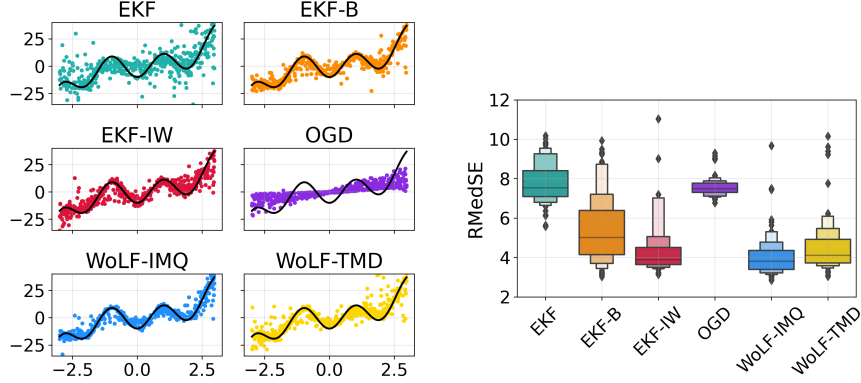 EKF EKF-B
25
0
−25
EKF-IW OGD
25
0
−25
WoLF-IMQ WoLF-TMD
25
0
−25
−2.5 0.0 2.5 −2.5 0.0 2.5
RMedSE
12
10
8
6
4
2
EKF EKF-B EKF-IW OGD WoLF-IMQ WoLF-TMD